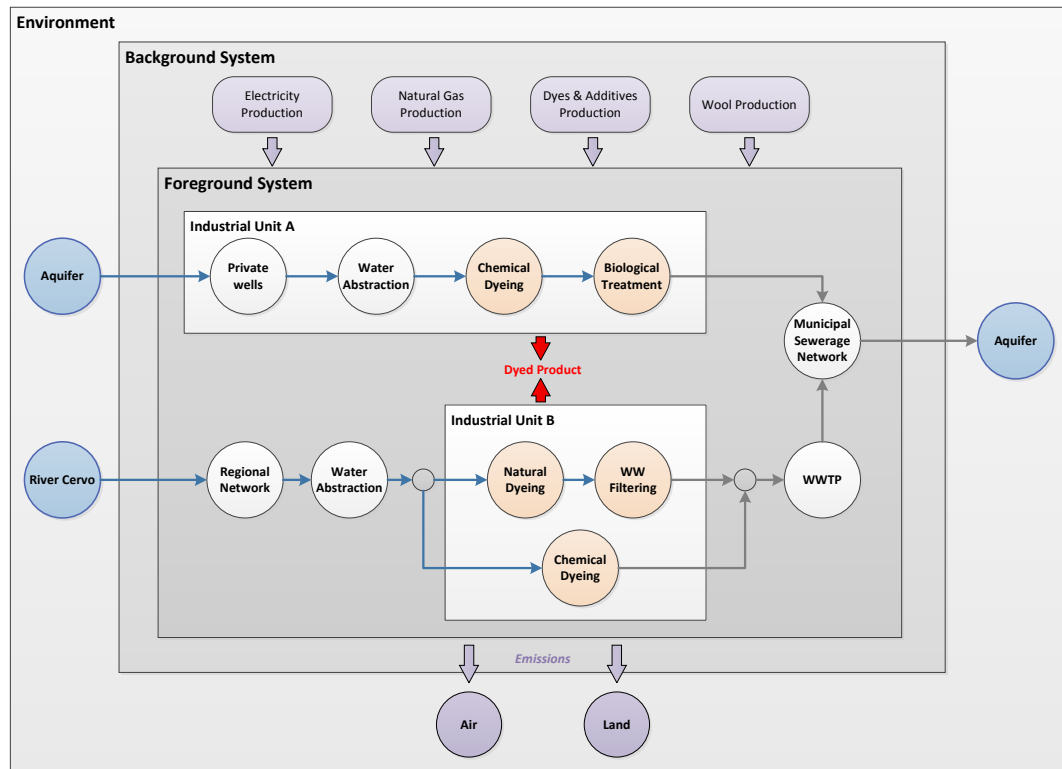 Environment
Background System
Electricity
Production
Natural Gas
Production
Dyes & Additives
Production
Wool Production
Foreground System
Industrial Unit A
Aquifer
Private
wells
Water
Abstraction
Chemical
Dyeing
Biological
Treatment
Municipal
Sewerage
Network
Aquifer
Dyed Product
Industrial Unit B
River Cervo
Regional
Network
Water
Abstraction
Natural
Dyeing
WW
Filtering
WWTP
Chemical
Dyeing
Emissions
Air
Land